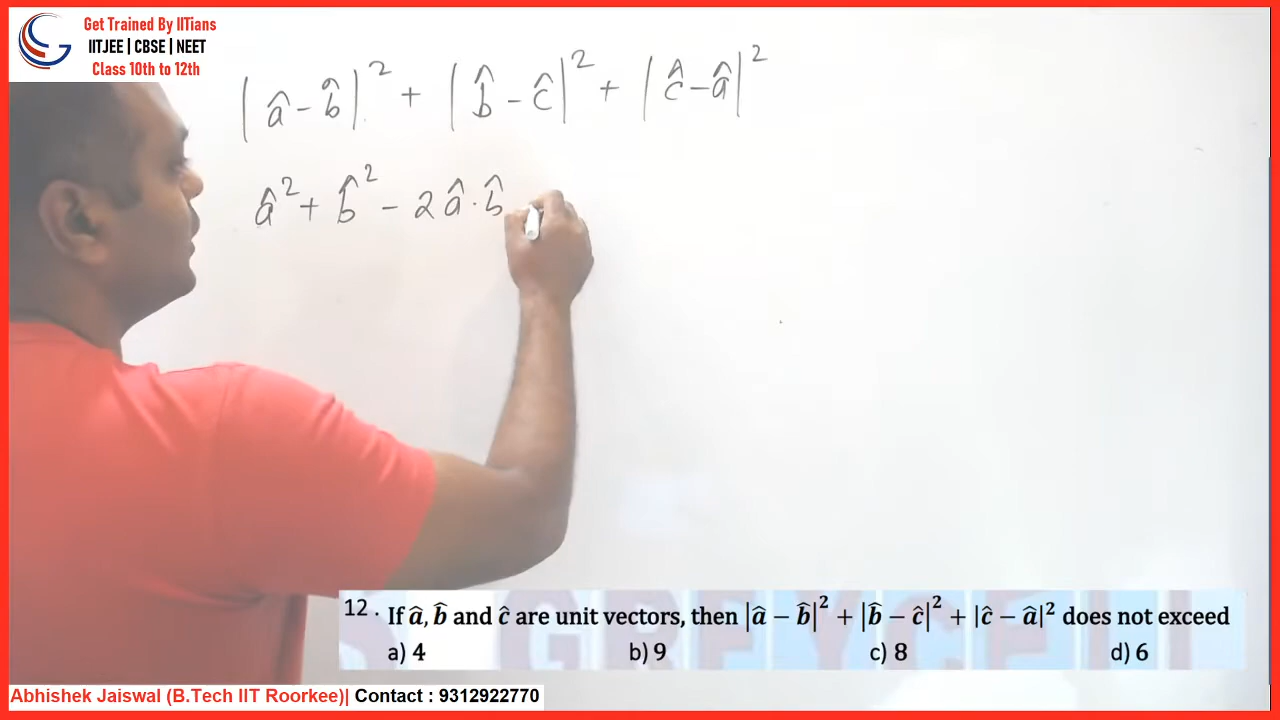 Get Trained By IITians
IITJEE | CBSE | NEET
Class 10th to 12th
|â - b̂|² + |b̂ - ĉ|² + |ĉ - â|²
â² + b̂² - 2â·b̂
12. If â, b̂ and ĉ are unit vectors, then |â − b̂|² + |b̂ − ĉ|² + |ĉ − â|² does not exceed
a) 4 b) 9 c) 8 d) 6
Abhishek Jaiswal (B.Tech IIT Roorkee)| Contact : 9312922770